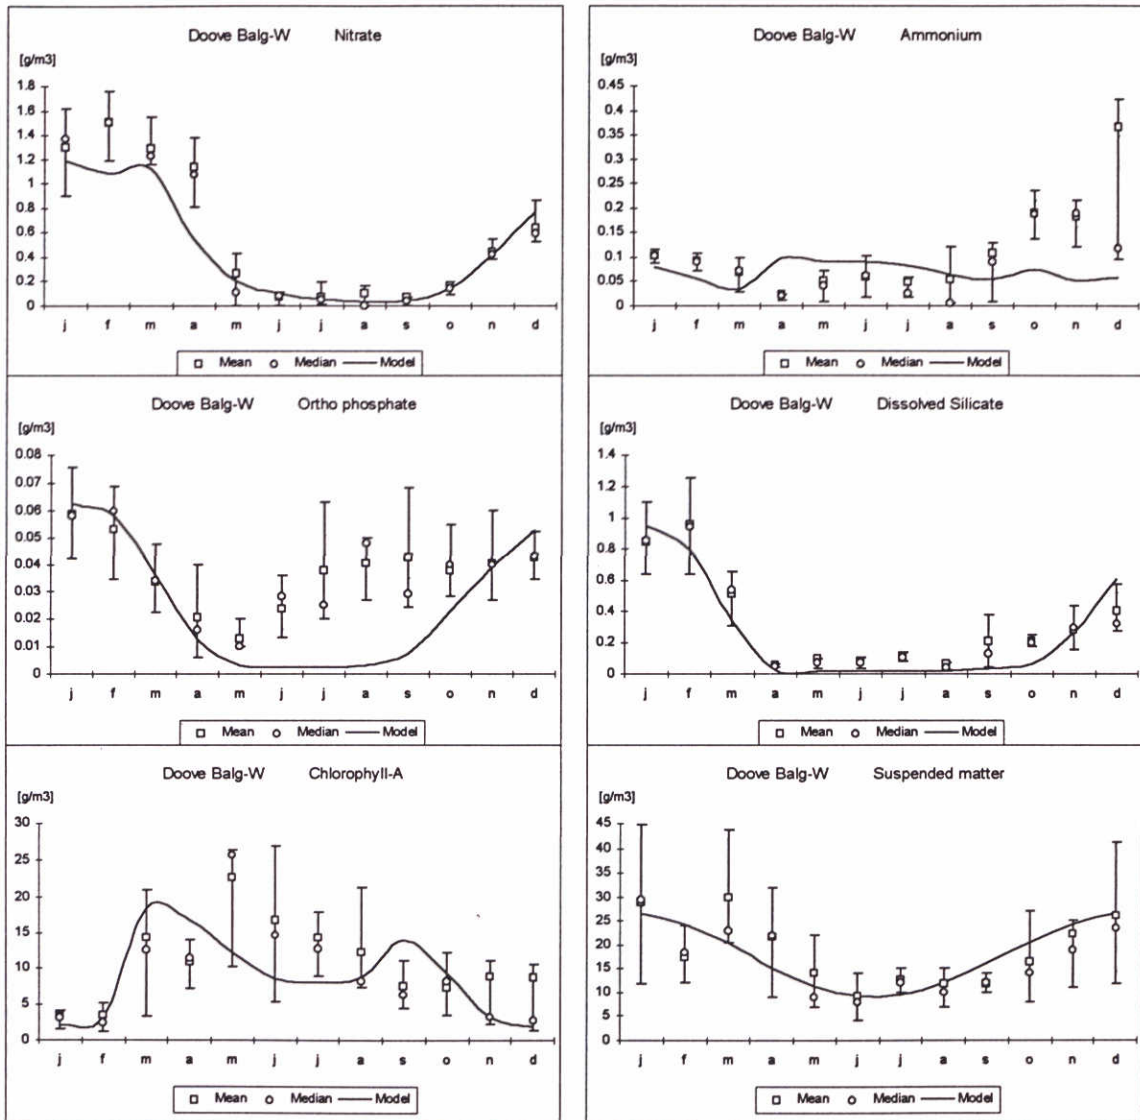 Doove Balg-W Nitrate
[g/m3]
1.8
1.6
1.4
1.2
1
0.8
0.6
0.4
0.2
0
j f m a m j j a s o n d
Mean Median Model
Doove Balg-W Ammonium
[g/m3]
0.45
0.4
0.35
0.3
0.25
0.2
0.15
0.1
0.05
0
j f m a m j j a s o n d
Mean Median Model
Doove Balg-W Ortho phosphate
[g/m3]
0.08
0.07
0.06
0.05
0.04
0.03
0.02
0.01
0
j f m a m j j a s o n d
Mean Median Model
Doove Balg-W Dissolved Silicate
[g/m3]
1.4
1.2
1
0.8
0.6
0.4
0.2
0
j f m a m j j a s o n d
Mean Median Model
Doove Balg-W Chlorophyll-A
[g/m3]
30
25
20
15
10
5
0
j f m a m j j a s o n d
Mean Median Model
Doove Balg-W Suspended matter
[g/m3]
45
40
35
30
25
20
15
10
5
0
j f m a m j j a s o n d
Mean Median Model